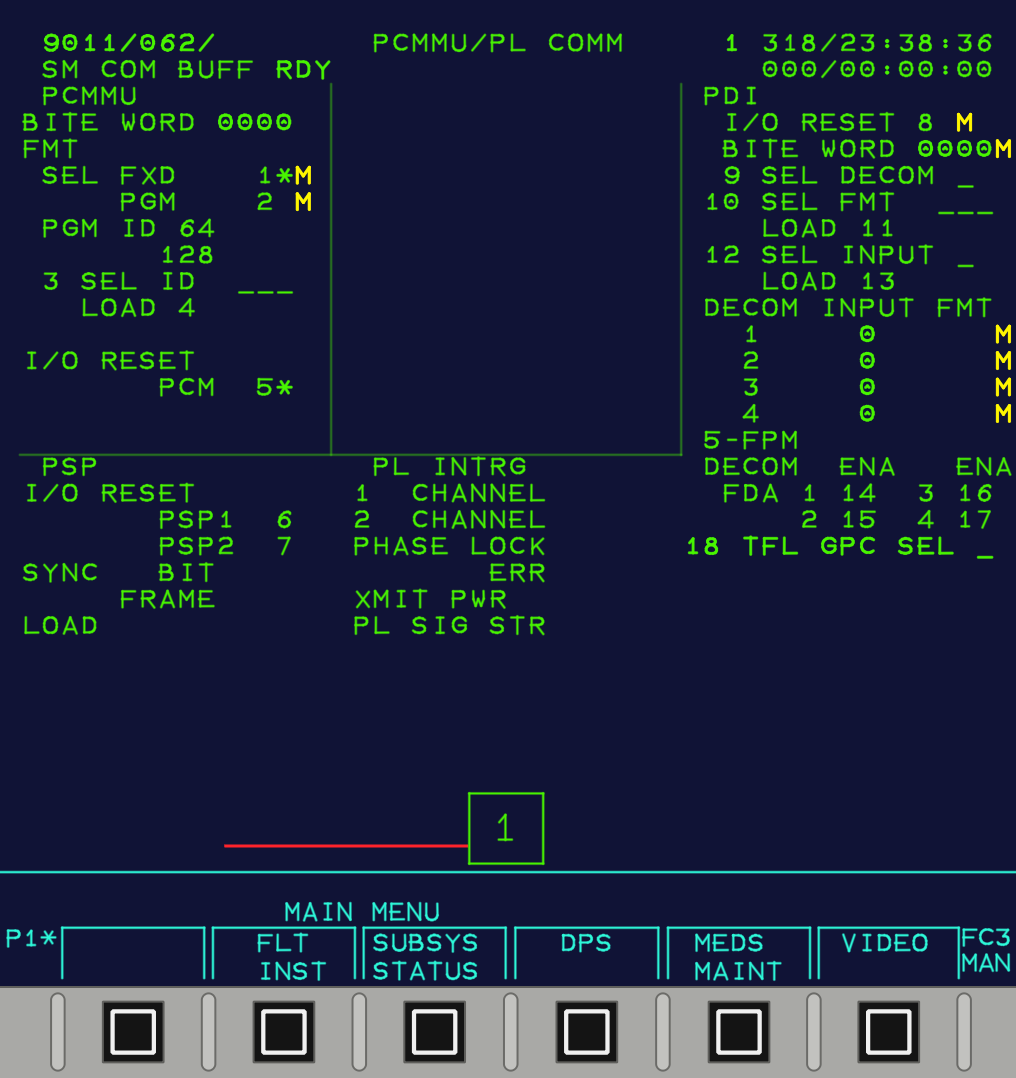 9011/062/ PCMMU/PL COMM 1 318/23:38:36
SM COM BUFF RDY 000/00:00:00
PCMMU PDI
BITE WORD 0000 I/O RESET 8 M
FMT BITE WORD 0000M
SEL FXD 1*M 9 SEL DECOM _
PGM 2 M 10 SEL FMT ___
PGM ID 64 LOAD 11
128 12 SEL INPUT _
3 SEL ID ___ LOAD 13
LOAD 4 DECOM INPUT FMT
1 0 M
I/O RESET 2 0 M
PCM 5* 3 0 M
4 0 M
5-FPM
PSP PL INTRG DECOM ENA ENA
I/O RESET 1 CHANNEL FDA 1 14 3 16
PSP1 6 2 CHANNEL 2 15 4 17
PSP2 7 PHASE LOCK 18 TFL GPC SEL _
SYNC BIT ERR
FRAME XMIT PWR
LOAD PL SIG STR
1
MAIN MENU
P1* FLT SUBSYS DPS MEDS VIDEO FC3
INST STATUS MAINT MAN